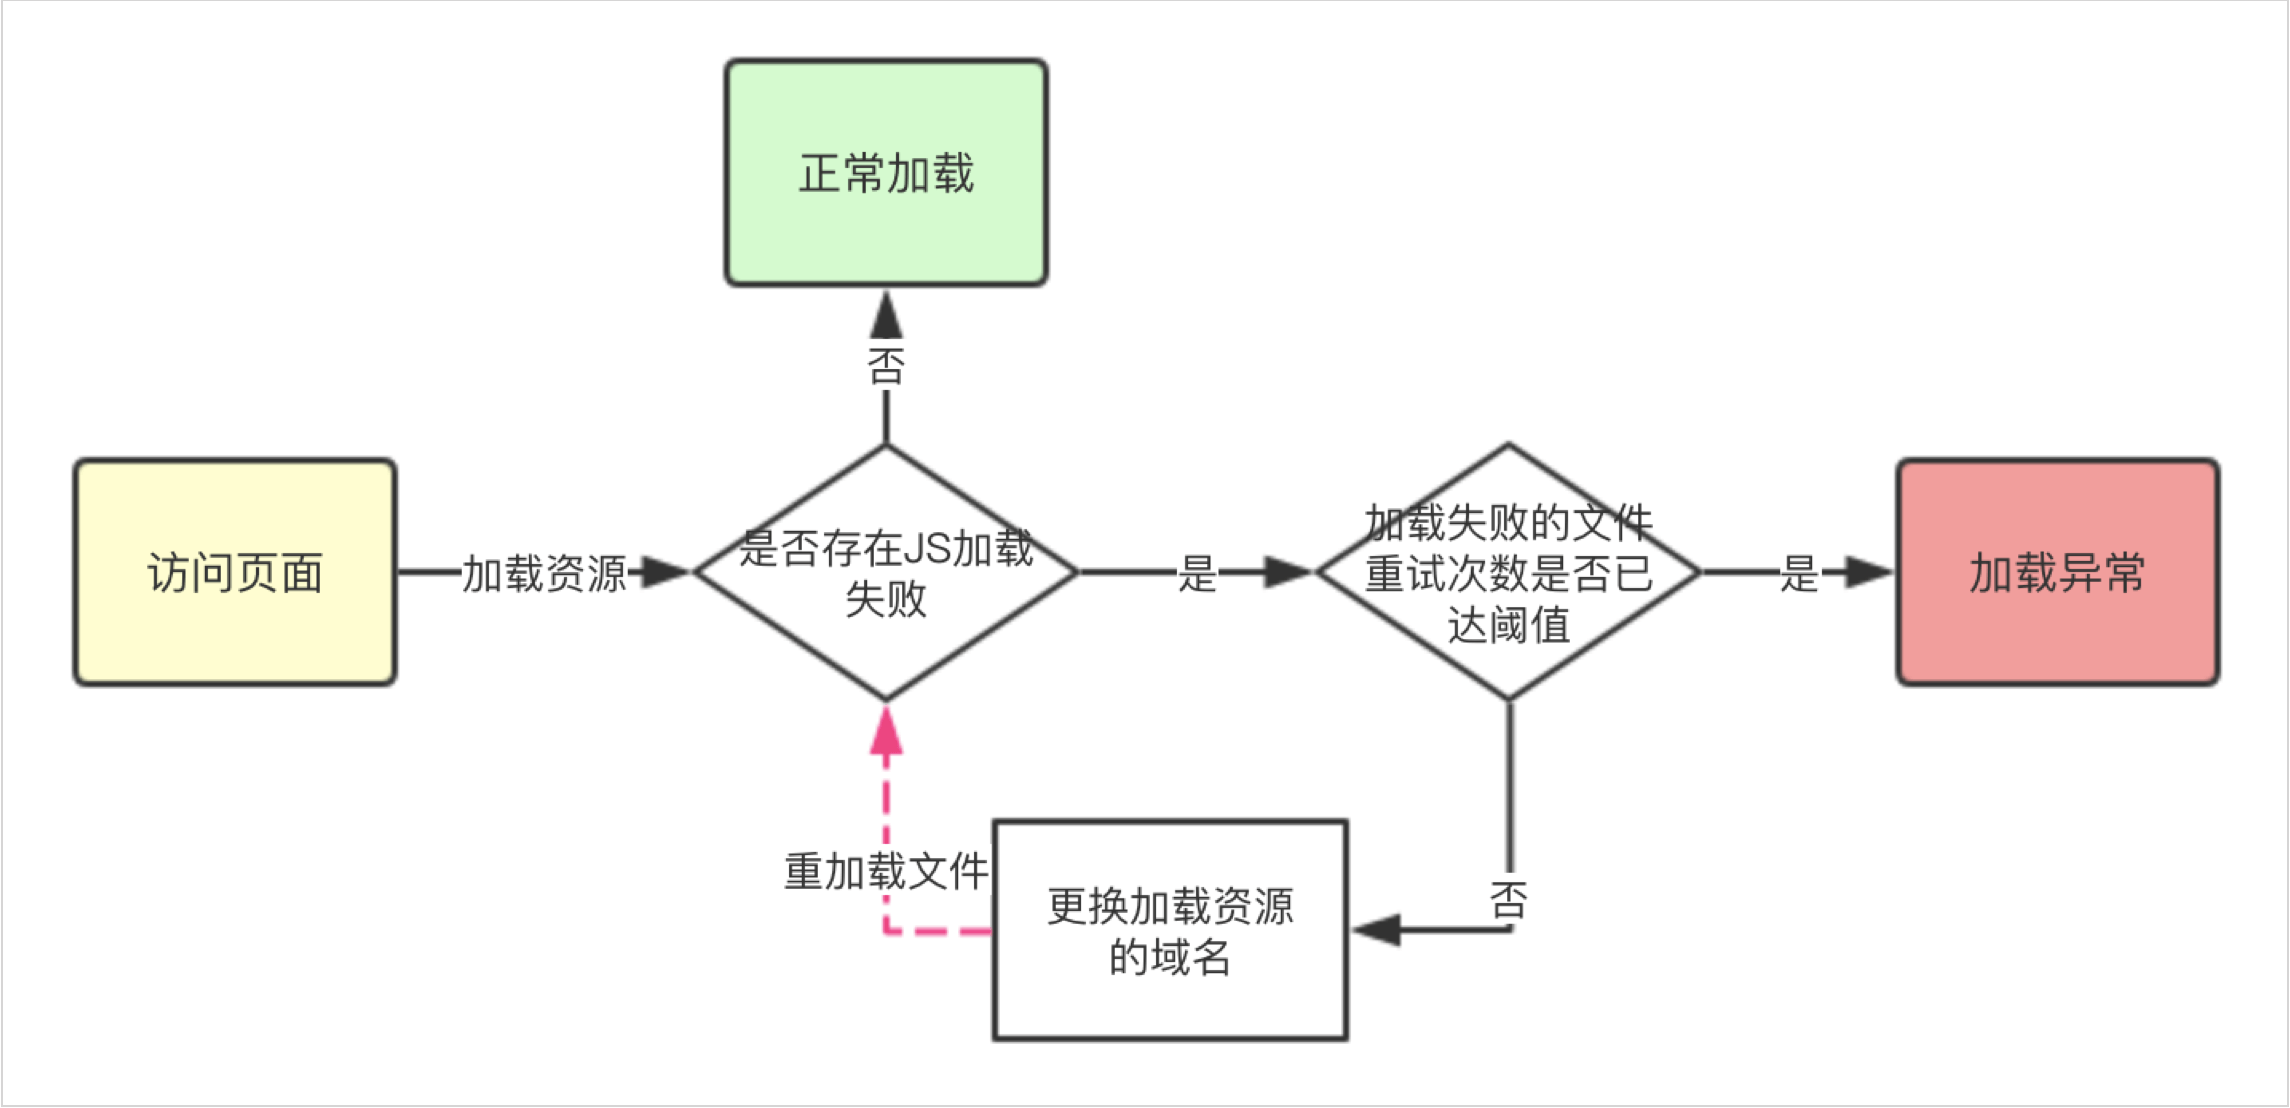 正常加载
否
访问页面
加载资源
是否存在JS加载
失败
是
加载失败的文件
重试次数是否已
达阈值
是
加载异常
重加载文件
更换加载资源
的域名
否